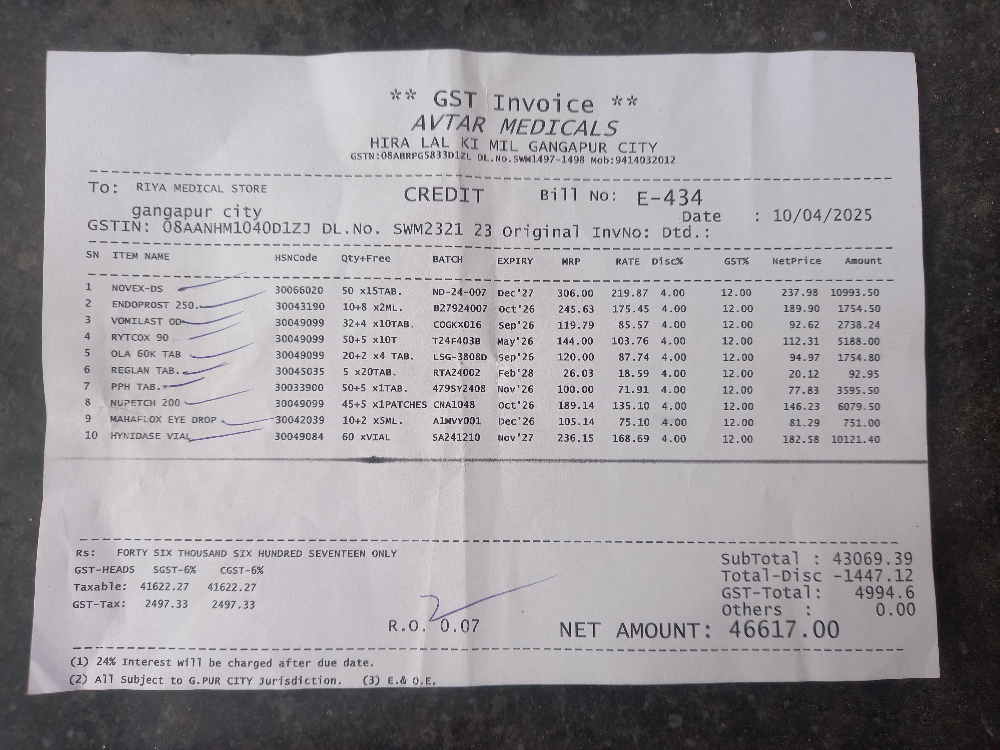 ** GST Invoice **
AVTAR MEDICALS
HIRA LAL KI MIL GANGAPUR CITY
GSTN:08ABRPG5833D1ZL DL.No.SWM1497-1498 Mob:9414032012
To: RIYA MEDICAL STORE CREDIT Bill No: E-434
gangapur city Date : 10/04/2025
GSTIN: 08AANHM1040D1ZJ DL.No. SWM2321 23 Original InvNo: Dtd.:
SN ITEM NAME HSNCode Qty+Free BATCH EXPIRY MRP RATE Disc% GST% NetPrice Amount
1 NOVEX-DS 30066020 50 x15TAB. ND-24-007 Dec'27 306.00 219.87 4.00 12.00 237.98 10993.50
2 ENDOPROST 250. 30043190 10+8 x2ML. B27924007 Oct'26 245.63 175.45 4.00 12.00 189.90 1754.50
3 VOMILAST OD 30049099 32+4 x10TAB. COGKX016 Sep'26 119.79 85.57 4.00 12.00 92.62 2738.24
4 RYTCOX 90 30049099 50+5 x10T T24F403B May'26 144.00 103.76 4.00 12.00 112.31 5188.00
5 OLA 60K TAB 30049099 20+2 x4 TAB. LSG-3808D Sep'26 120.00 87.74 4.00 12.00 94.97 1754.80
6 REGLAN TAB. 30045035 5 x20TAB. RTA24002 Feb'28 26.03 18.59 4.00 12.00 20.12 92.95
7 PPH TAB. 30033900 50+5 x1TAB. 479SY2408 Nov'26 100.00 71.91 4.00 12.00 77.83 3595.50
8 NUPETCH 200 30049099 45+5 x1PATCHES CNA1048 Oct'26 189.14 135.10 4.00 12.00 146.23 6079.50
9 MAHAFLOX EYE DROP 30042039 10+2 x5ML. A1MVY001 Dec'26 105.14 75.10 4.00 12.00 81.29 751.00
10 HYNIDASE VIAL 30049084 60 xVIAL SA241210 Nov'27 236.15 168.69 4.00 12.00 182.58 10121.40
Rs: FORTY SIX THOUSAND SIX HUNDRED SEVENTEEN ONLY SubTotal : 43069.39
GST-HEADS SGST-6% CGST-6% Total-Disc -1447.12
Taxable: 41622.27 41622.27 GST-Total: 4994.6
GST-Tax: 2497.33 2497.33 Others : 0.00
R.O. 0.07 NET AMOUNT: 46617.00
(1) 24% Interest will be charged after due date.
(2) All Subject to G.PUR CITY Jurisdiction. (3) E.& O.E.